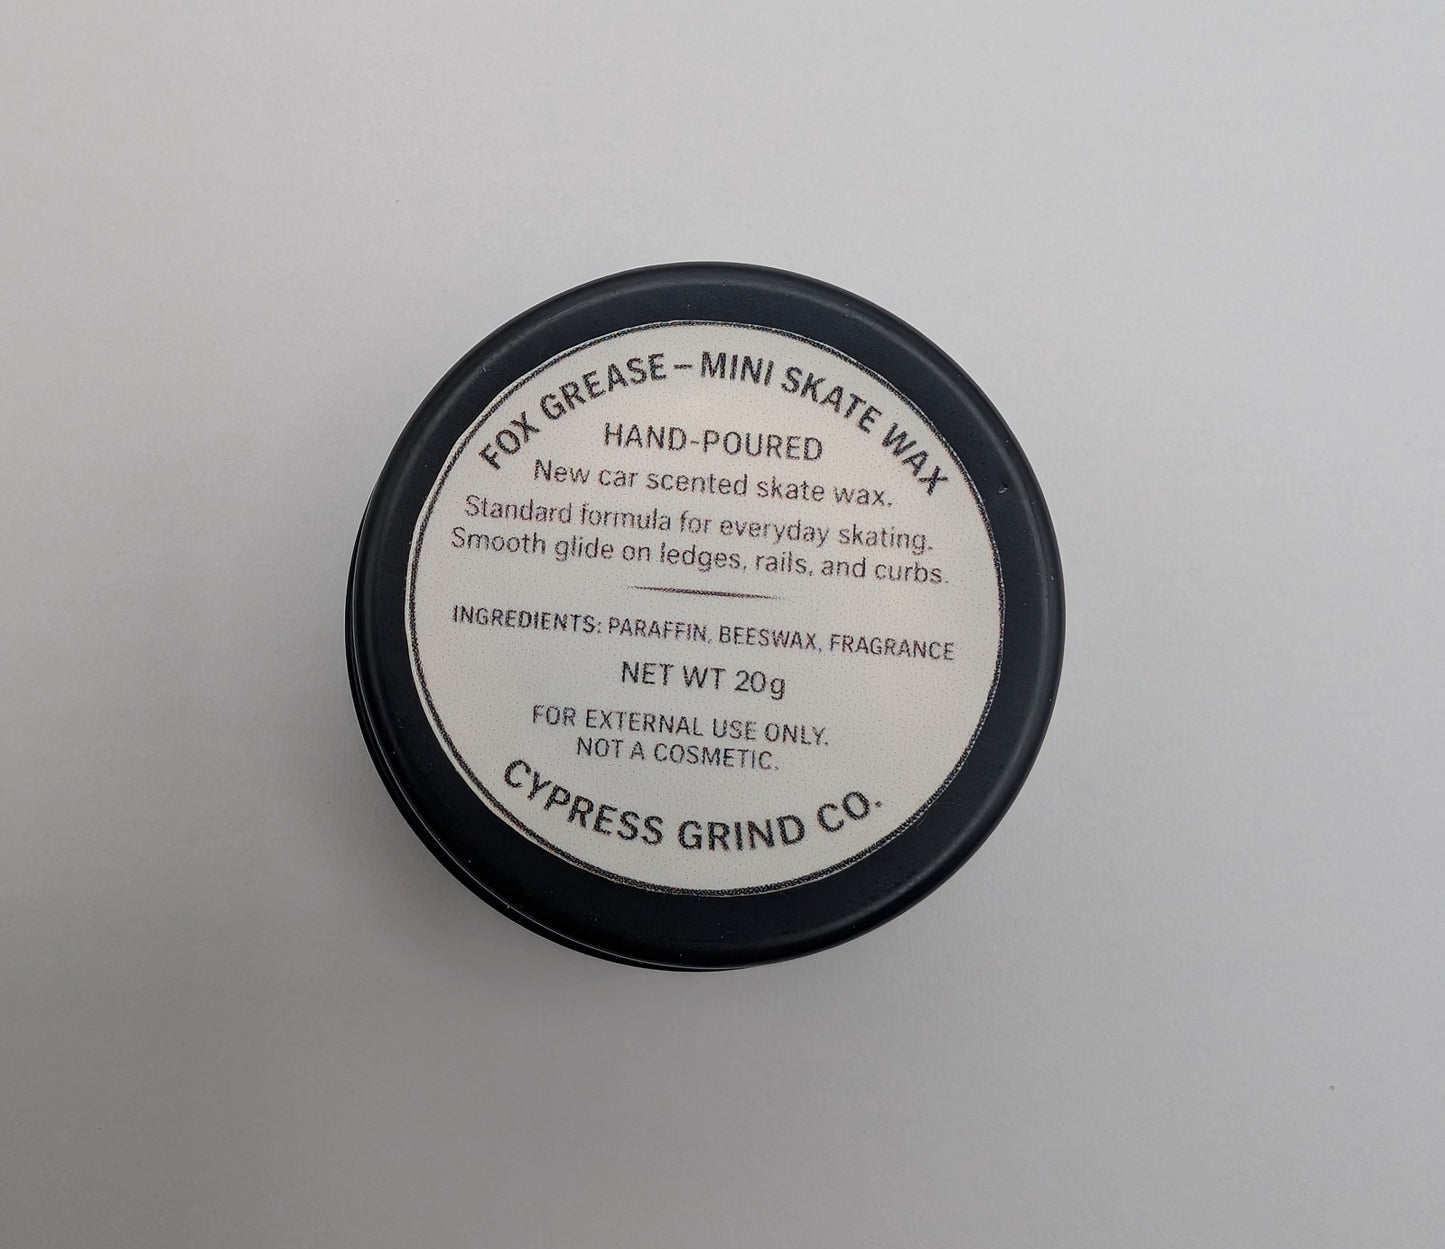 FOX GREASE – MINI SKATE WAX
HAND-POURED
New car scented skate wax.
Standard formula for everyday skating.
Smooth glide on ledges, rails, and curbs.
INGREDIENTS: PARAFFIN, BEESWAX, FRAGRANCE
NET WT 20g
FOR EXTERNAL USE ONLY.
NOT A COSMETIC.
CYPRESS GRIND CO.